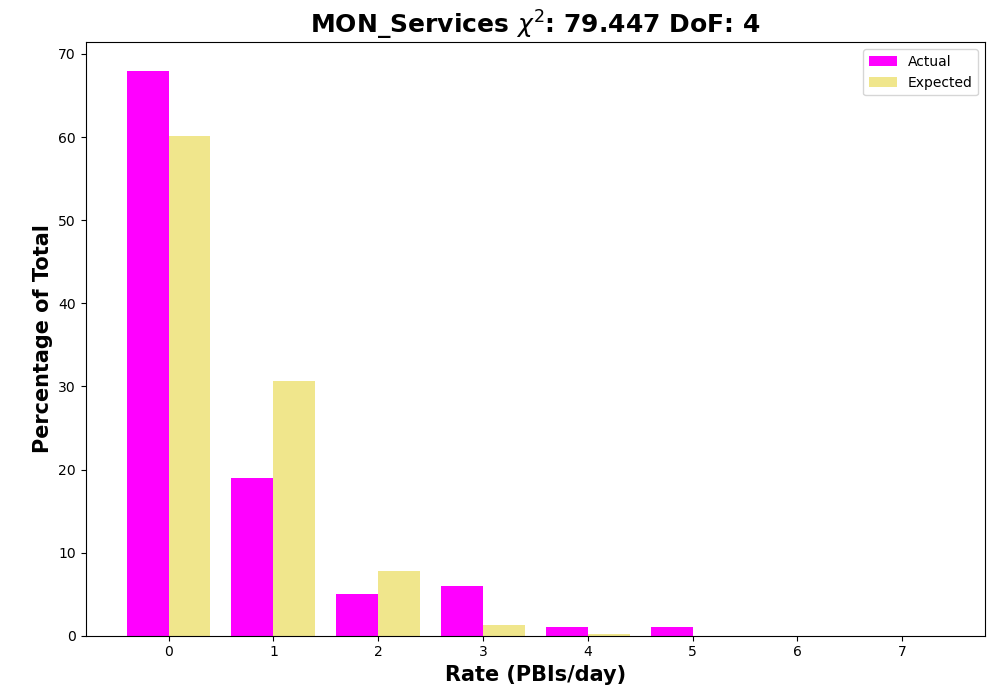 MON_Services χ²: 79.447 DoF: 4
Actual
Expected
Percentage of Total
70
60
50
40
30
20
10
0
0 1 2 3 4 5 6 7
Rate (PBIs/day)